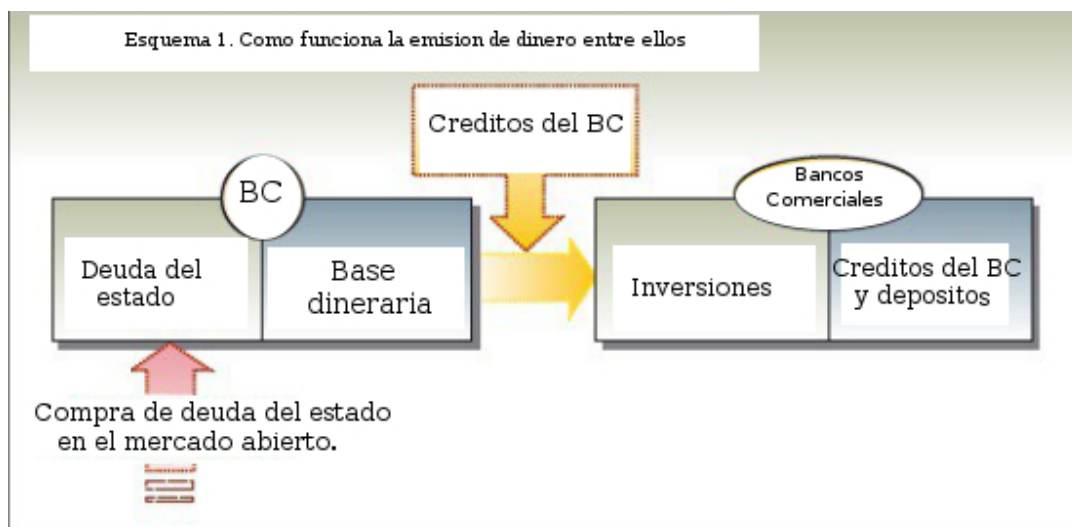 Esquema 1. Como funciona la emision de dinero entre ellos
Creditos del BC
BC
Deuda del
estado
Base
dineraria
Bancos
Comerciales
Inversiones
Creditos del BC
y depositos
Compra de deuda del estado
en el mercado abierto.